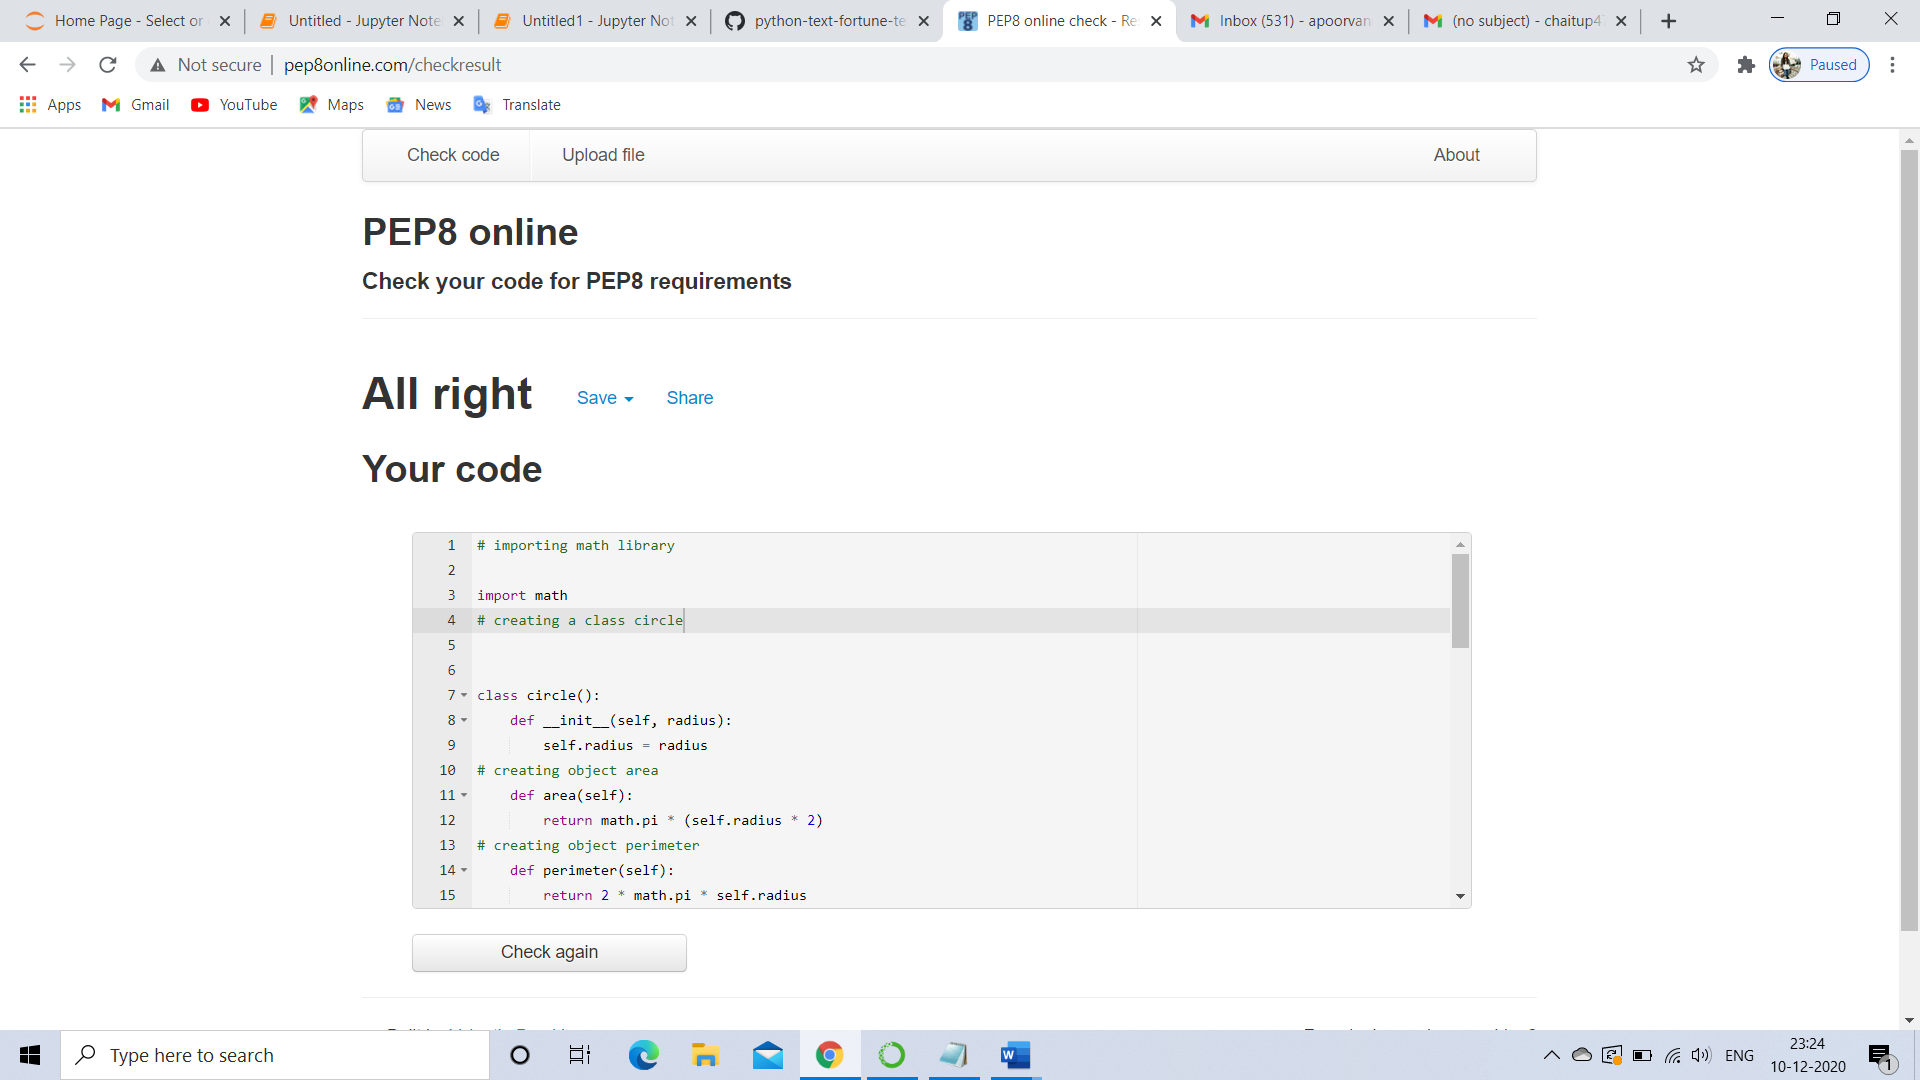 Home Page - Select or
Untitled - Jupyter Note
Untitled1 - Jupyter Not
python-text-fortune-te
PEP8 online check - Re
Inbox (531) - apoorvan
(no subject) - chaitup4
Not secure pep8online.com/checkresult Paused
Apps Gmail YouTube Maps News Translate
Check code Upload file About
PEP8 online
Check your code for PEP8 requirements
All right Save Share
Your code
1 # importing math library
2
3 import math
4 # creating a class circle
5
6
7 class circle():
8 def __init__(self, radius):
9 self.radius = radius
10 # creating object area
11 def area(self):
12 return math.pi * (self.radius * 2)
13 # creating object perimeter
14 def perimeter(self):
15 return 2 * math.pi * self.radius
Check again
Type here to search
ENG
23:24
10-12-2020
1